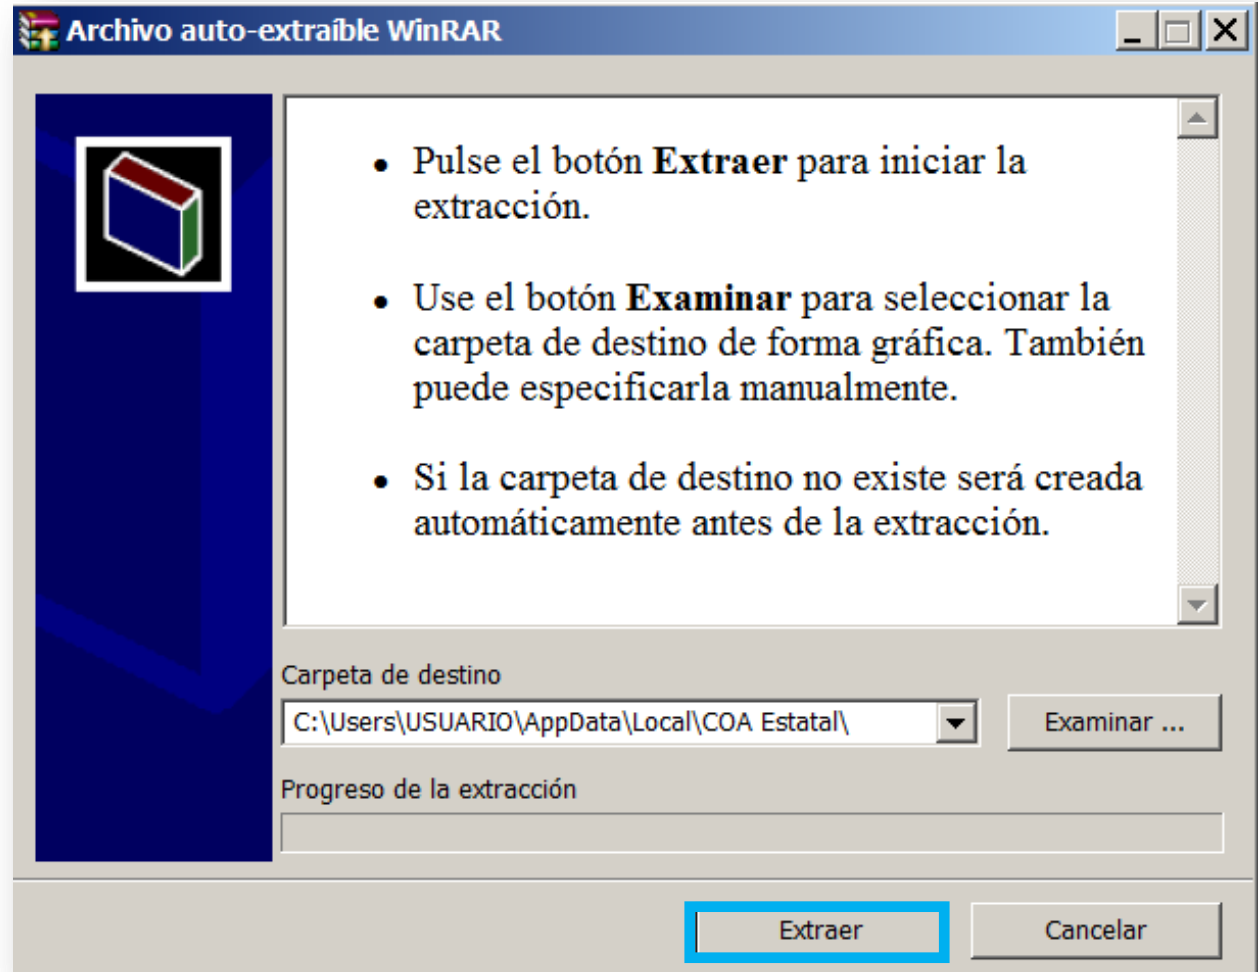 Archivo auto-extraíble WinRAR
• Pulse el botón Extraer para iniciar la
extracción.
• Use el botón Examinar para seleccionar la
carpeta de destino de forma gráfica. También
puede especificarla manualmente.
• Si la carpeta de destino no existe será creada
automáticamente antes de la extracción.
Carpeta de destino
C:\Users\USUARIO\AppData\Local\COA Estatal\
Examinar ...
Progreso de la extracción
Extraer
Cancelar